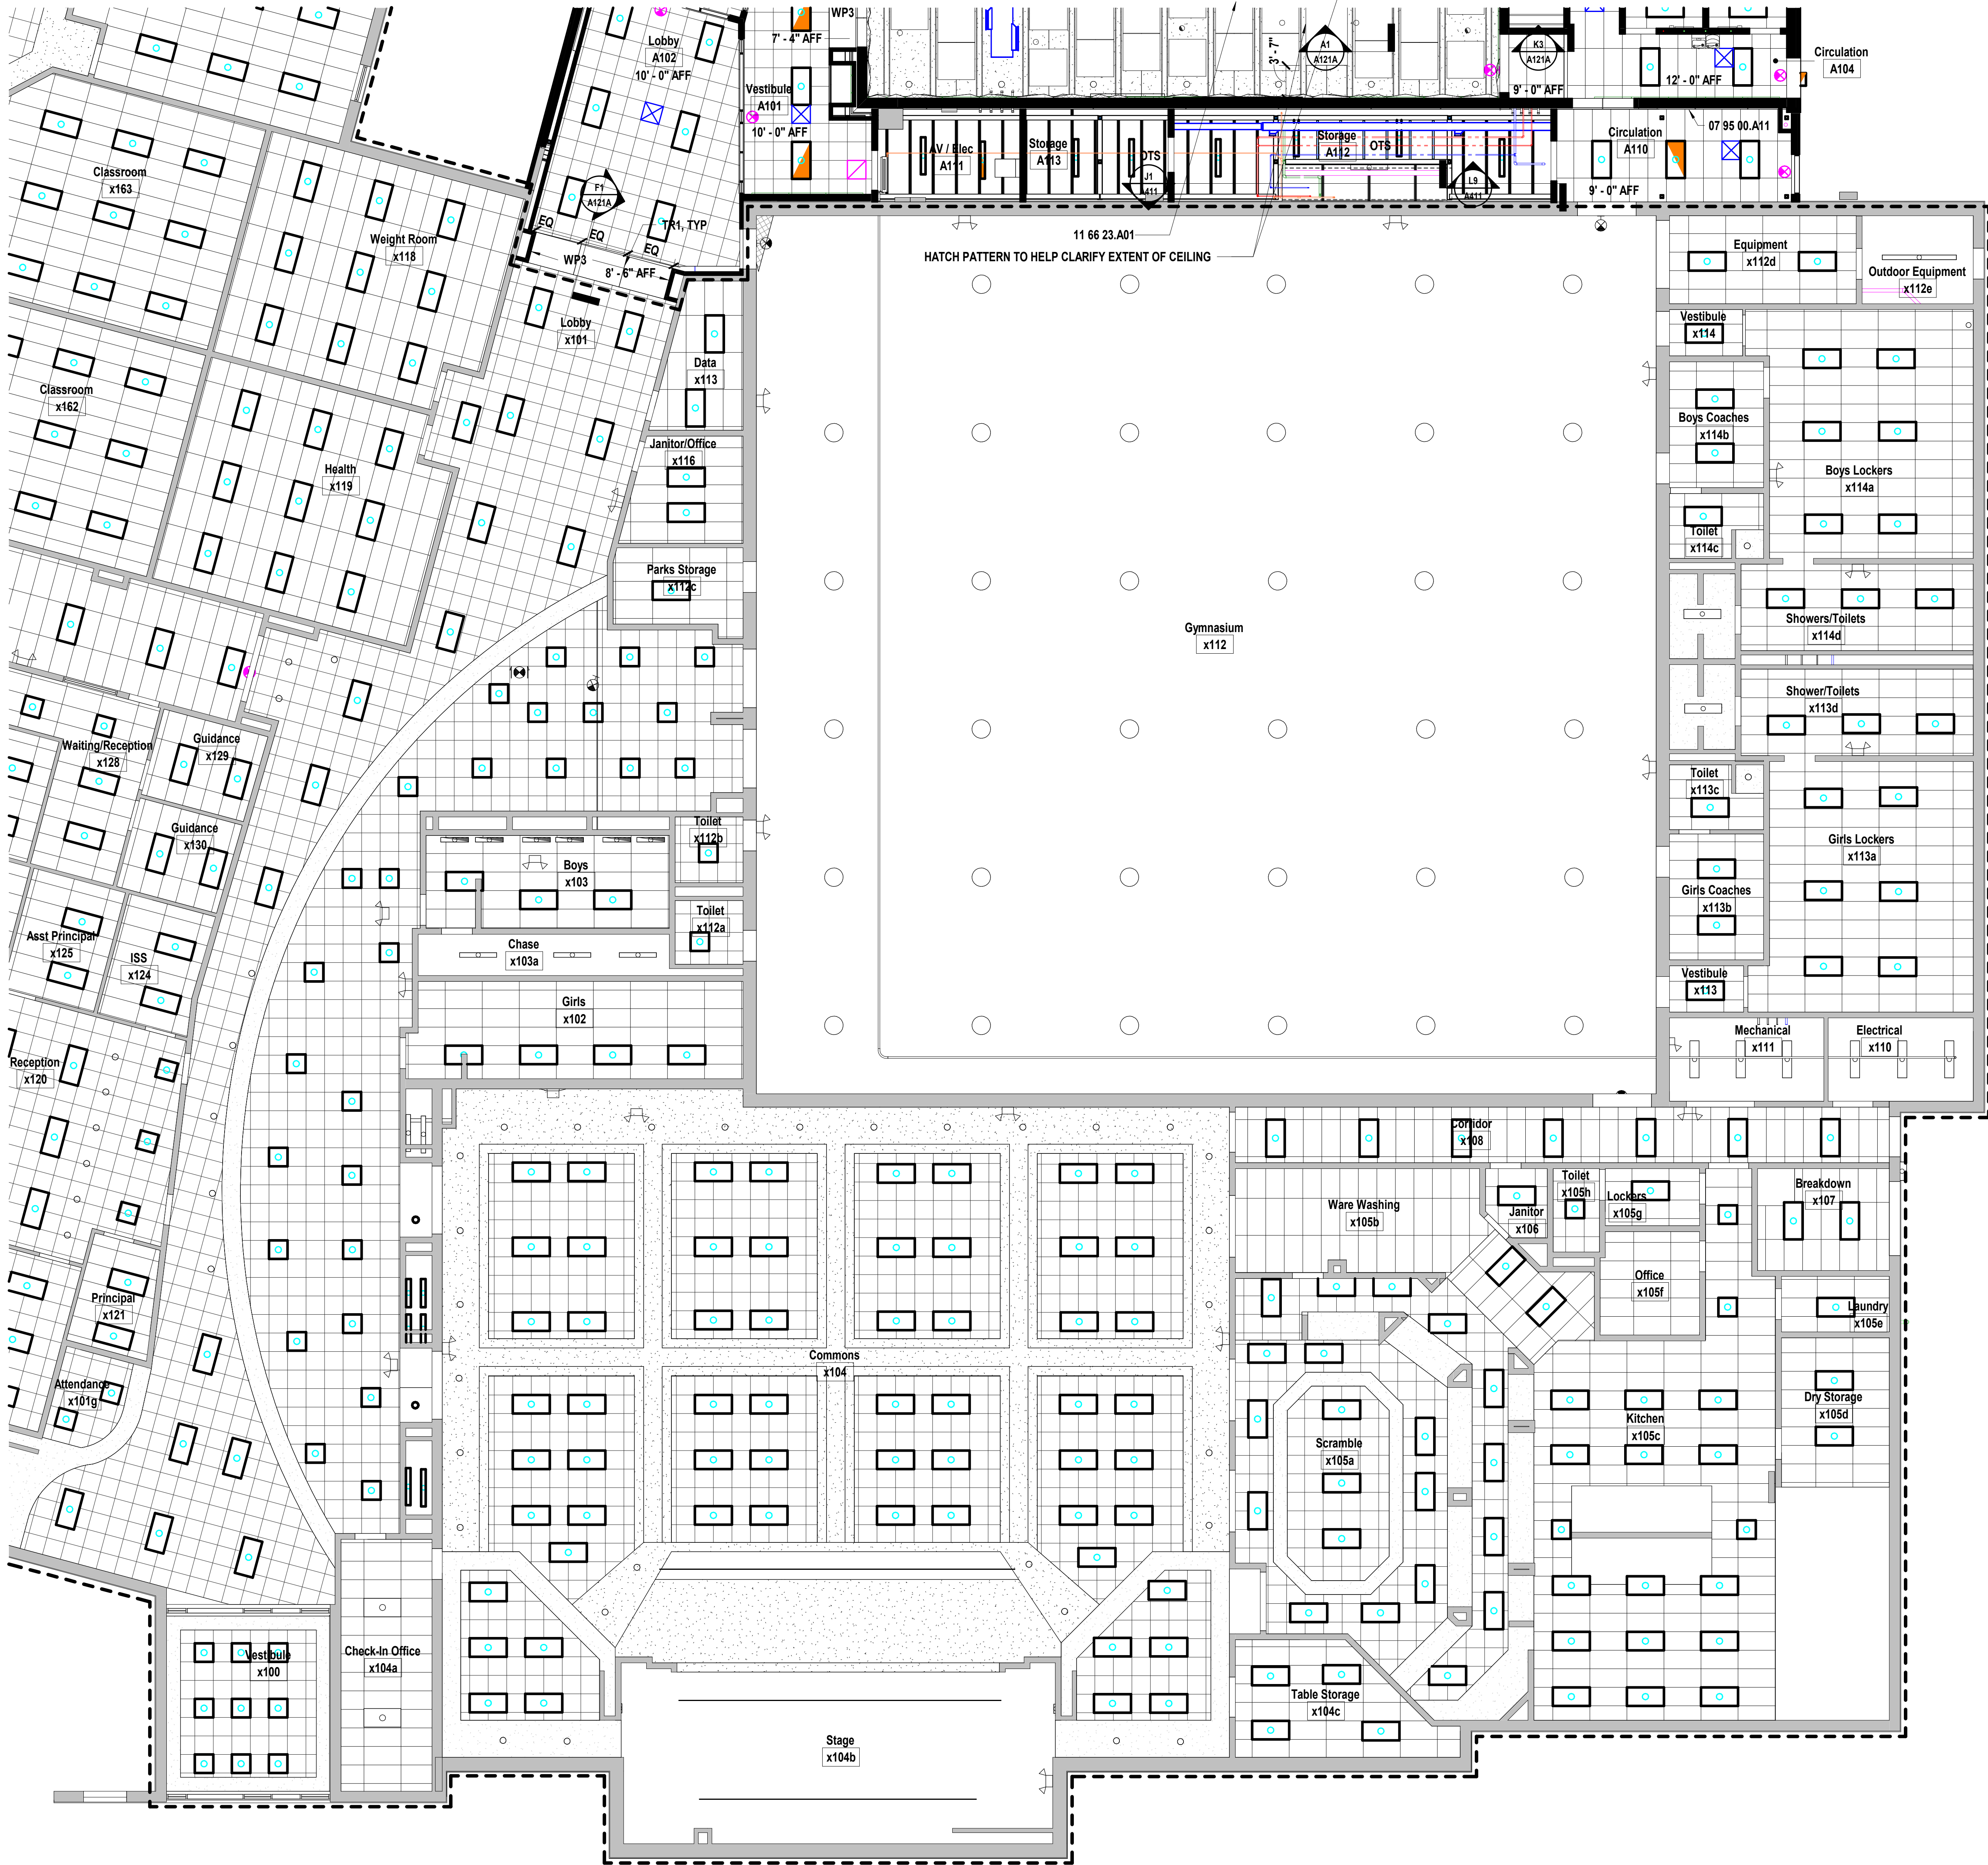 WP3
7' - 4" AFF
Lobby
A102
10' - 0" AFF
Vestibule
A101
10' - 0" AFF
3' - 7"
A1
A121A
K3
A121A
9' - 0" AFF
12' - 0" AFF
Circulation
A104
07 95 00.A11
AV / Elec
A111
Storage
A113
OTS
J1
A411
Storage
A112
OTS
L9
A411
Circulation
A110
9' - 0" AFF
F1
A121A
EQ
EQ
EQ
TR1, TYP
WP3
8' - 6" AFF
11 66 23.A01
HATCH PATTERN TO HELP CLARIFY EXTENT OF CEILING
Classroom
x163
Weight Room
x118
Lobby
x101
Data
x113
Equipment
x112d
Outdoor Equipment
x112e
Vestibule
x114
Classroom
x162
Health
x119
Janitor/Office
x116
Boys Coaches
x114b
Boys Lockers
x114a
Toilet
x114c
Parks Storage
x112c
Gymnasium
x112
Showers/Toilets
x114d
Shower/Toilets
x113d
Waiting/Reception
x128
Guidance
x129
Guidance
x130
Toilet
x113c
Toilet
x112b
Boys
x103
Girls Lockers
x113a
Girls Coaches
x113b
Toilet
x112a
Asst Principal
x125
ISS
x124
Chase
x103a
Vestibule
x113
Girls
x102
Mechanical
x111
Electrical
x110
Reception
x120
Corridor
x108
Ware Washing
x105b
Janitor
x106
Toilet
x105h
Lockers
x105g
Breakdown
x107
Principal
x121
Office
x105f
Laundry
x105e
Commons
x104
Attendance
x101g
Scramble
x105a
Kitchen
x105c
Dry Storage
x105d
Vestibule
x100
Check-In Office
x104a
Table Storage
x104c
Stage
x104b